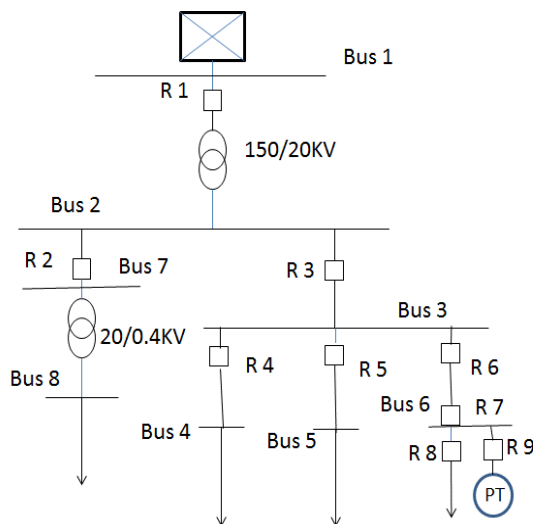 Bus 1
R 1
150/20KV
Bus 2
R 2
Bus 7
R 3
20/0.4KV
Bus 3
R 4
R 5
R 6
Bus 8
Bus 6
R 7
Bus 4
Bus 5
R 8
R 9
PT